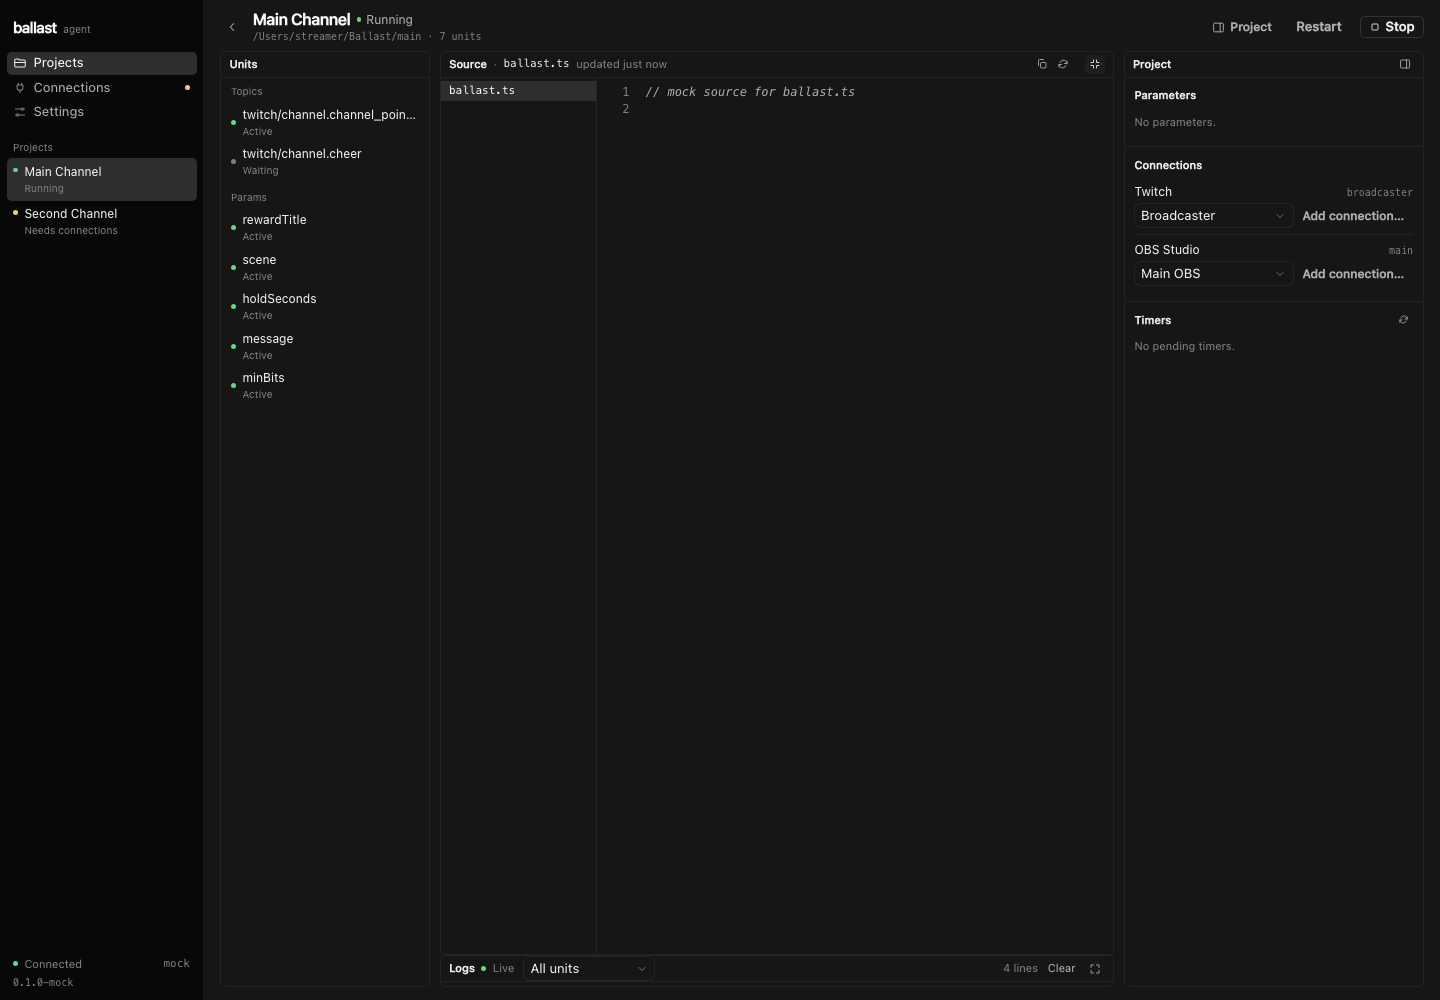 ballast agent
Projects
Connections
Settings
Projects
Main Channel
Running
Second Channel
Needs connections
Connected mock
0.1.0-mock
Main Channel Running
/Users/streamer/Ballast/main · 7 units
Project Restart Stop
Units
Topics
twitch/channel.channel_poin...
Active
twitch/channel.cheer
Waiting
Params
rewardTitle
Active
scene
Active
holdSeconds
Active
message
Active
minBits
Active
Source · ballast.ts updated just now
ballast.ts
1 // mock source for ballast.ts
2
Logs Live All units 4 lines Clear
Project
Parameters
No parameters.
Connections
Twitch broadcaster
Broadcaster Add connection...
OBS Studio main
Main OBS Add connection...
Timers
No pending timers.